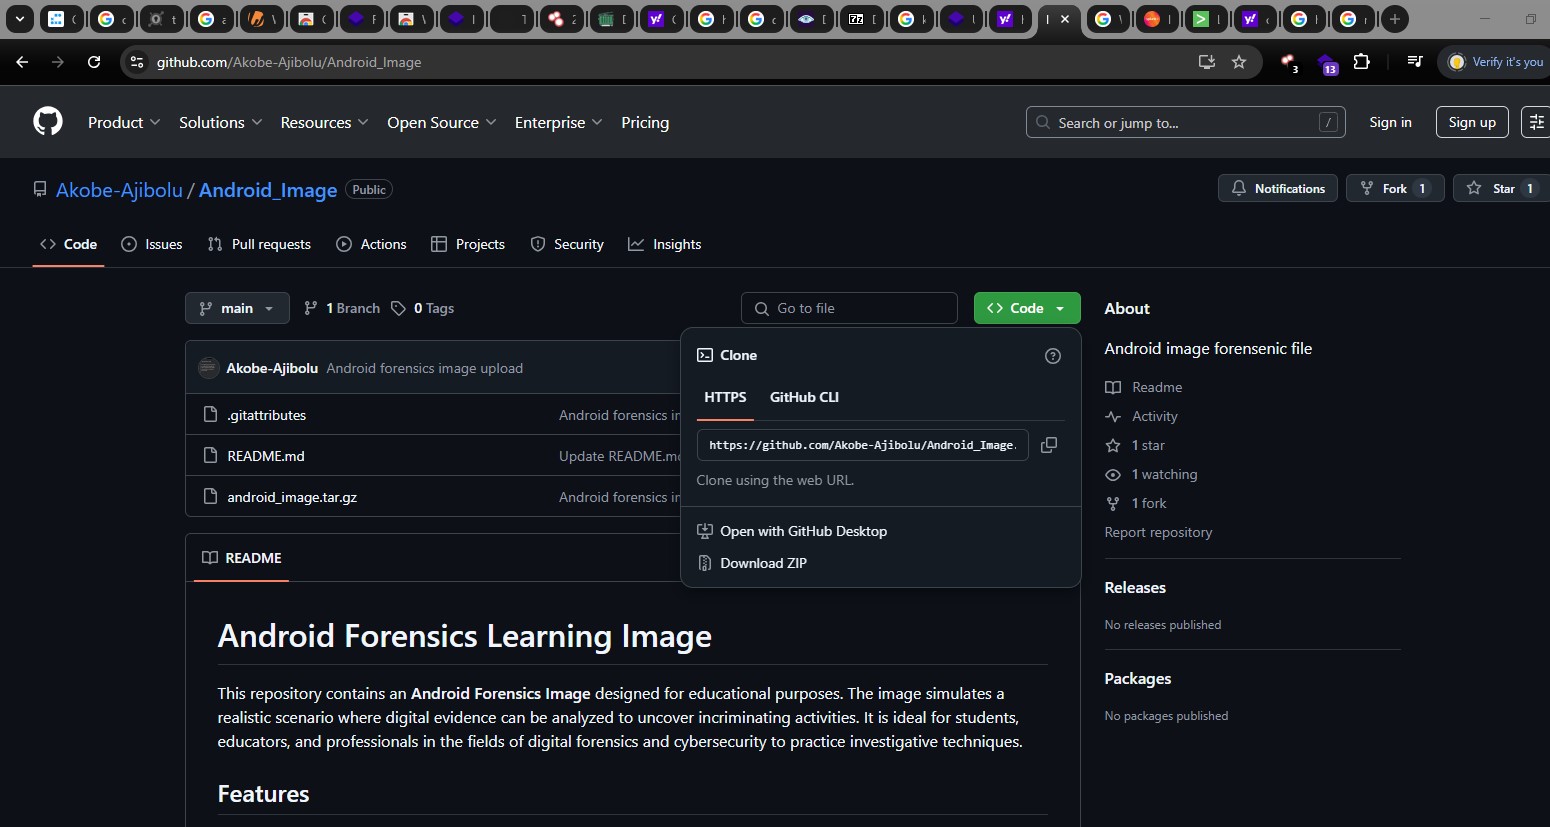 github.com/Akobe-Ajibolu/Android_Image
3
13
Verify it's you
Product
Solutions
Resources
Open Source
Enterprise
Pricing
Search or jump to...
/
Sign in
Sign up
Akobe-Ajibolu / Android_Image
Public
Notifications
Fork 1
Star 1
Code
Issues
Pull requests
Actions
Projects
Security
Insights
main
1 Branch
0 Tags
Go to file
Code
Akobe-Ajibolu Android forensics image upload
.gitattributes
Android forensics
README.md
Update README.md
android_image.tar.gz
Android forensics
Clone
HTTPS
GitHub CLI
https://github.com/Akobe-Ajibolu/Android_Image.
Clone using the web URL.
Open with GitHub Desktop
Download ZIP
README
Android Forensics Learning Image
This repository contains an Android Forensics Image designed for educational purposes. The image simulates a
realistic scenario where digital evidence can be analyzed to uncover incriminating activities. It is ideal for students,
educators, and professionals in the fields of digital forensics and cybersecurity to practice investigative techniques.
Features
About
Android image forensenic file
Readme
Activity
1 star
1 watching
1 fork
Report repository
Releases
No releases published
Packages
No packages published